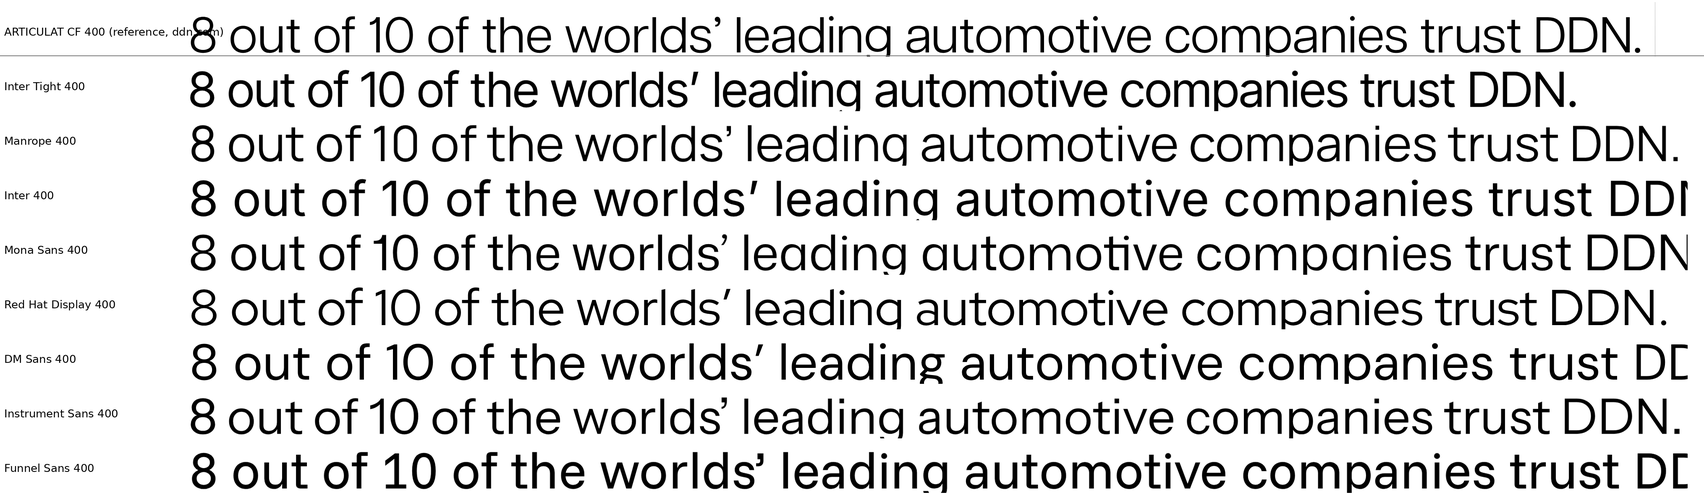 ARTICULAT CF 400 (reference, ddn.com) 8 out of 10 of the worlds’ leading automotive companies trust DDN.
Inter Tight 400 8 out of 10 of the worlds’ leading automotive companies trust DDN.
Manrope 400 8 out of 10 of the worlds’ leading automotive companies trust DDN.
Inter 400 8 out of 10 of the worlds’ leading automotive companies trust DDN
Mona Sans 400 8 out of 10 of the worlds’ leading automotive companies trust DDN
Red Hat Display 400 8 out of 10 of the worlds’ leading automotive companies trust DDN.
DM Sans 400 8 out of 10 of the worlds’ leading automotive companies trust DD
Instrument Sans 400 8 out of 10 of the worlds’ leading automotive companies trust DDN.
Funnel Sans 400 8 out of 10 of the worlds’ leading automotive companies trust DD